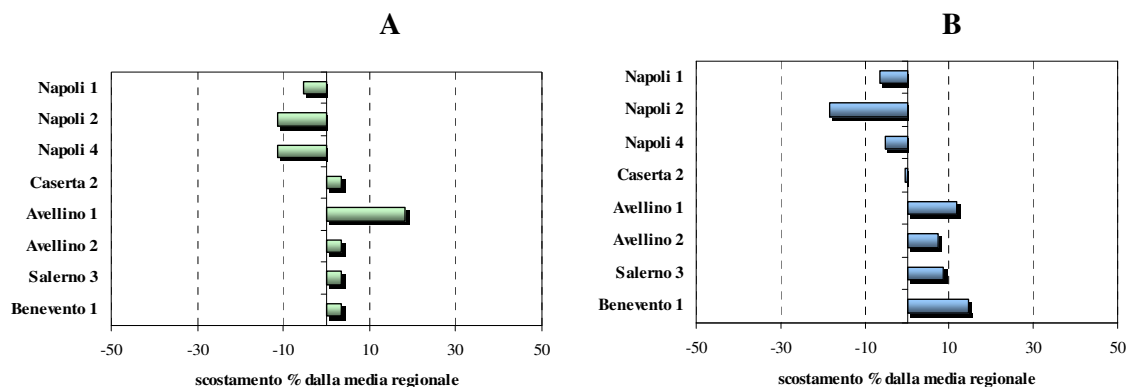 A
Napoli 1
Napoli 2
Napoli 4
Caserta 2
Avellino 1
Avellino 2
Salerno 3
Benevento 1
-50 -30 -10 10 30 50
scostamento % dalla media regionale
B
Napoli 1
Napoli 2
Napoli 4
Caserta 2
Avellino 1
Avellino 2
Salerno 3
Benevento 1
-50 -30 -10 10 30 50
scostamento % dalla media regionale